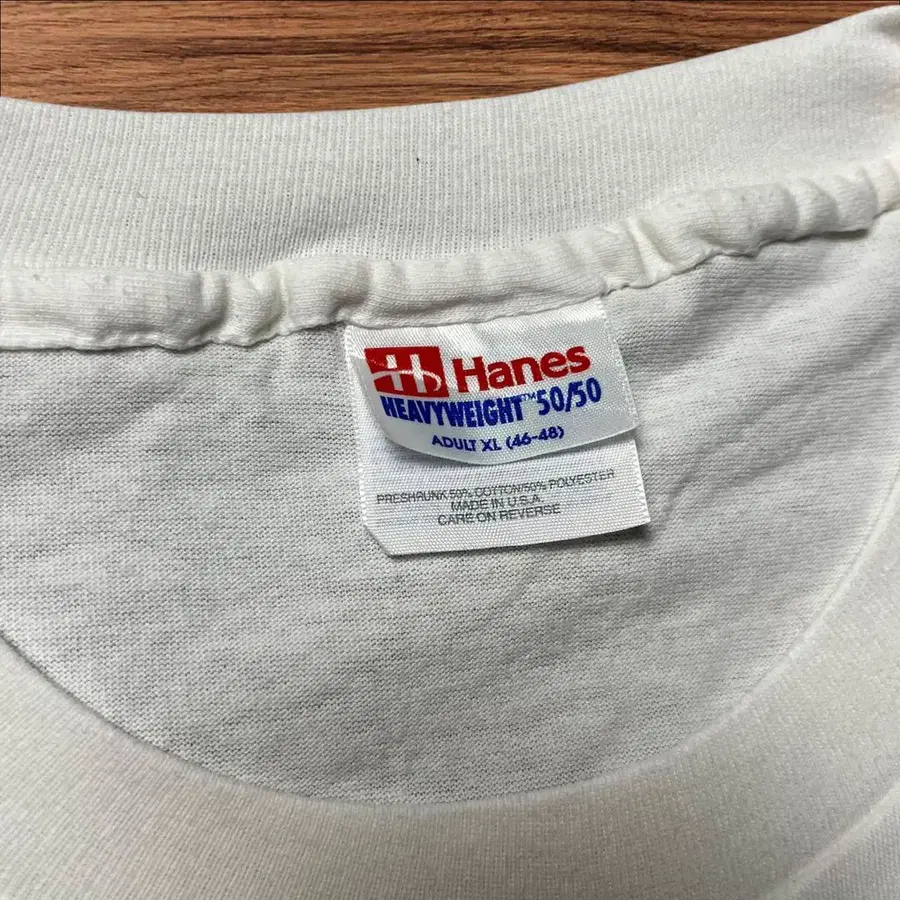 Hanes
HEAVYWEIGHT™ 50/50
ADULT XL (46-48)
PRESHRUNK 50% COTTON/50% POLYESTER
MADE IN U.S.A.
CARE ON REVERSE